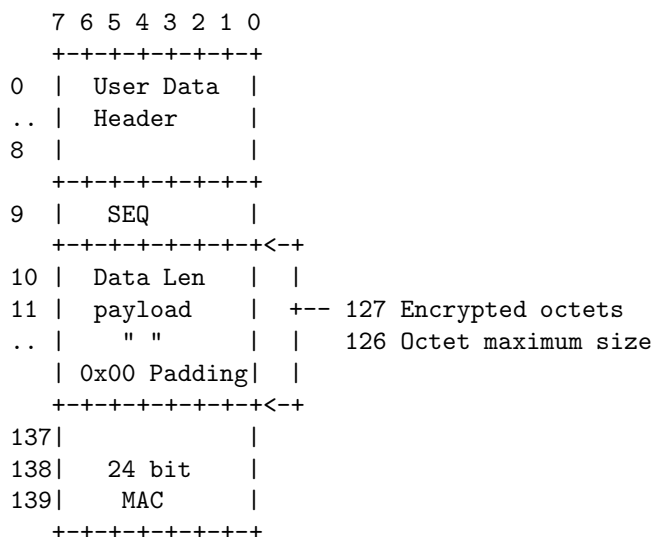 7 6 5 4 3 2 1 0
+-+-+-+-+-+-+-+
0 | User Data |
.. | Header |
8 | |
+-+-+-+-+-+-+-+
9 | SEQ |
+-+-+-+-+-+-+-+<-+
10 | Data Len | |
11 | payload | +-- 127 Encrypted octets
.. | " " | | 126 Octet maximum size
| 0x00 Padding| |
+-+-+-+-+-+-+-+<-+
137| |
138| 24 bit |
139| MAC |
+-+-+-+-+-+-+-+